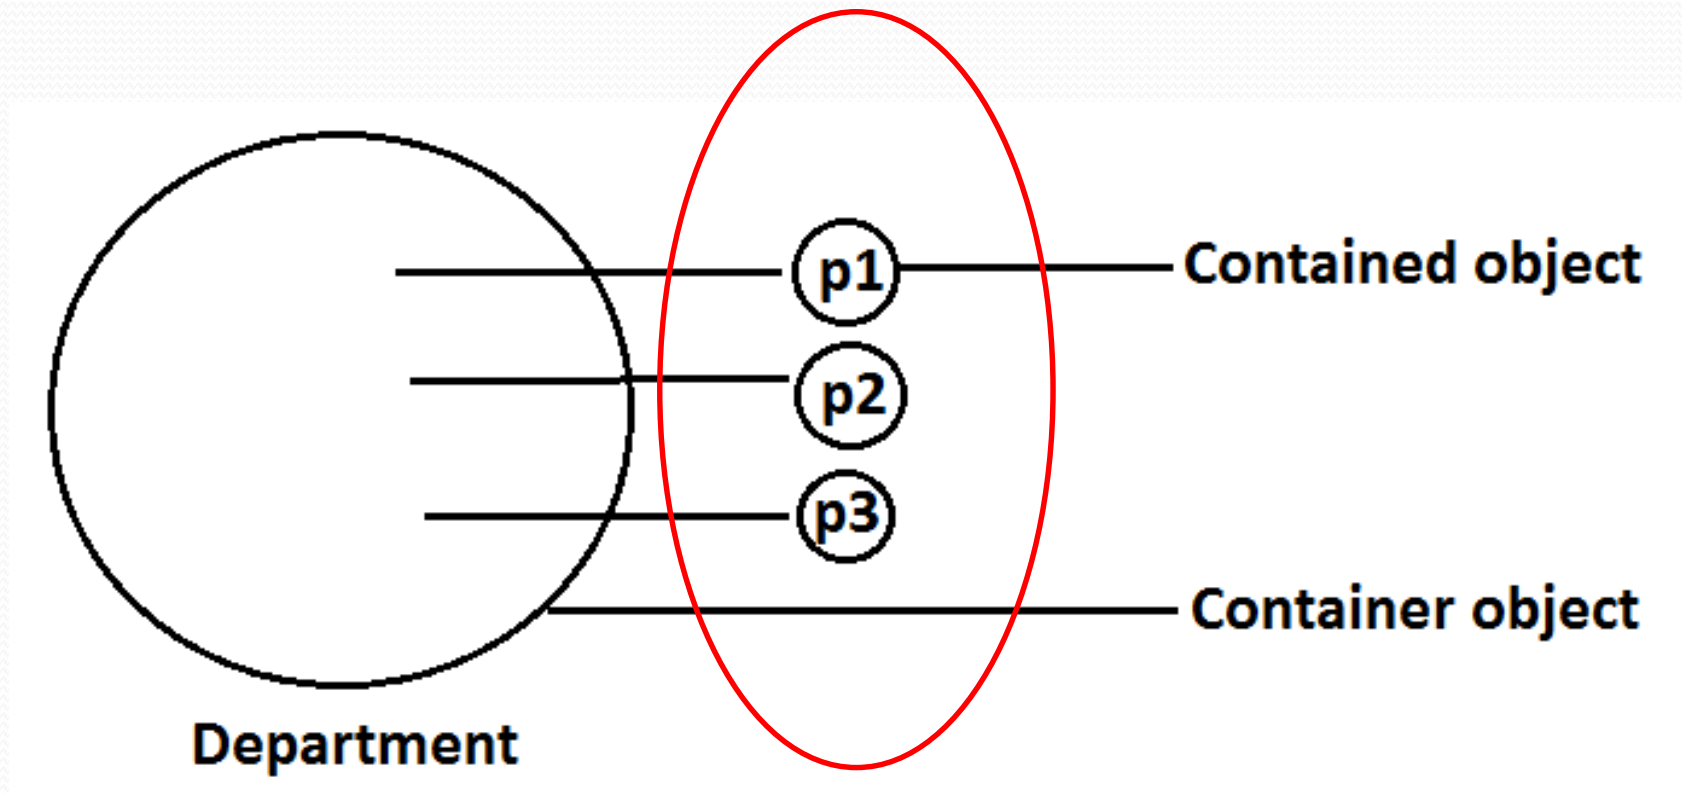 p1
Contained object
p2
p3
Container object
Department